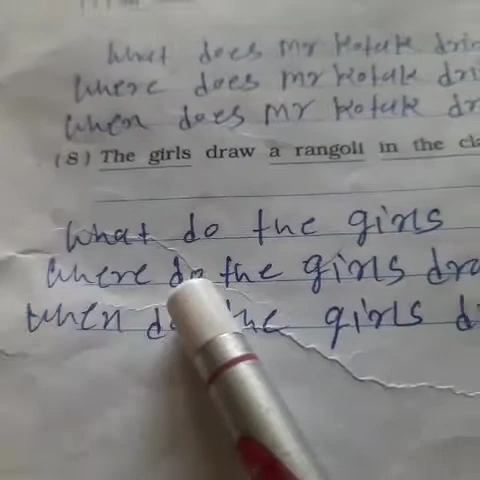 What does Mr Kotak
Where does Mr Kotak
When does Mr Kotak
(8) The girls draw a rangoli in the
What do the girls
Where do the girls
When the girls